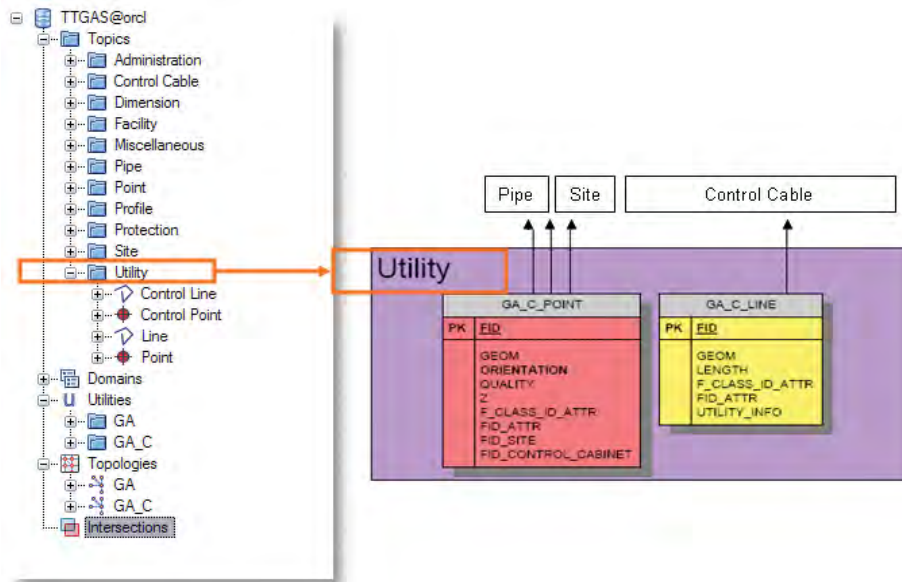 TTGAS@orcl
Topics
Administration
Control Cable
Dimension
Facility
Miscellaneous
Pipe
Point
Profile
Protection
Site
Utility
Control Line
Control Point
Line
Point
Domains
U Utilities
GA
GA_C
Topologies
GA
GA_C
Intersections
Pipe
Site
Control Cable
Utility
GA_C_POINT
PK FID
GEOM
ORIENTATION
QUALITY
Z
F_CLASS_ID_ATTR
FID_ATTR
FID_SITE
FID_CONTROL_CABINET
GA_C_LINE
PK FID
GEOM
LENGTH
F_CLASS_ID_ATTR
FID_ATTR
UTILITY_INFO